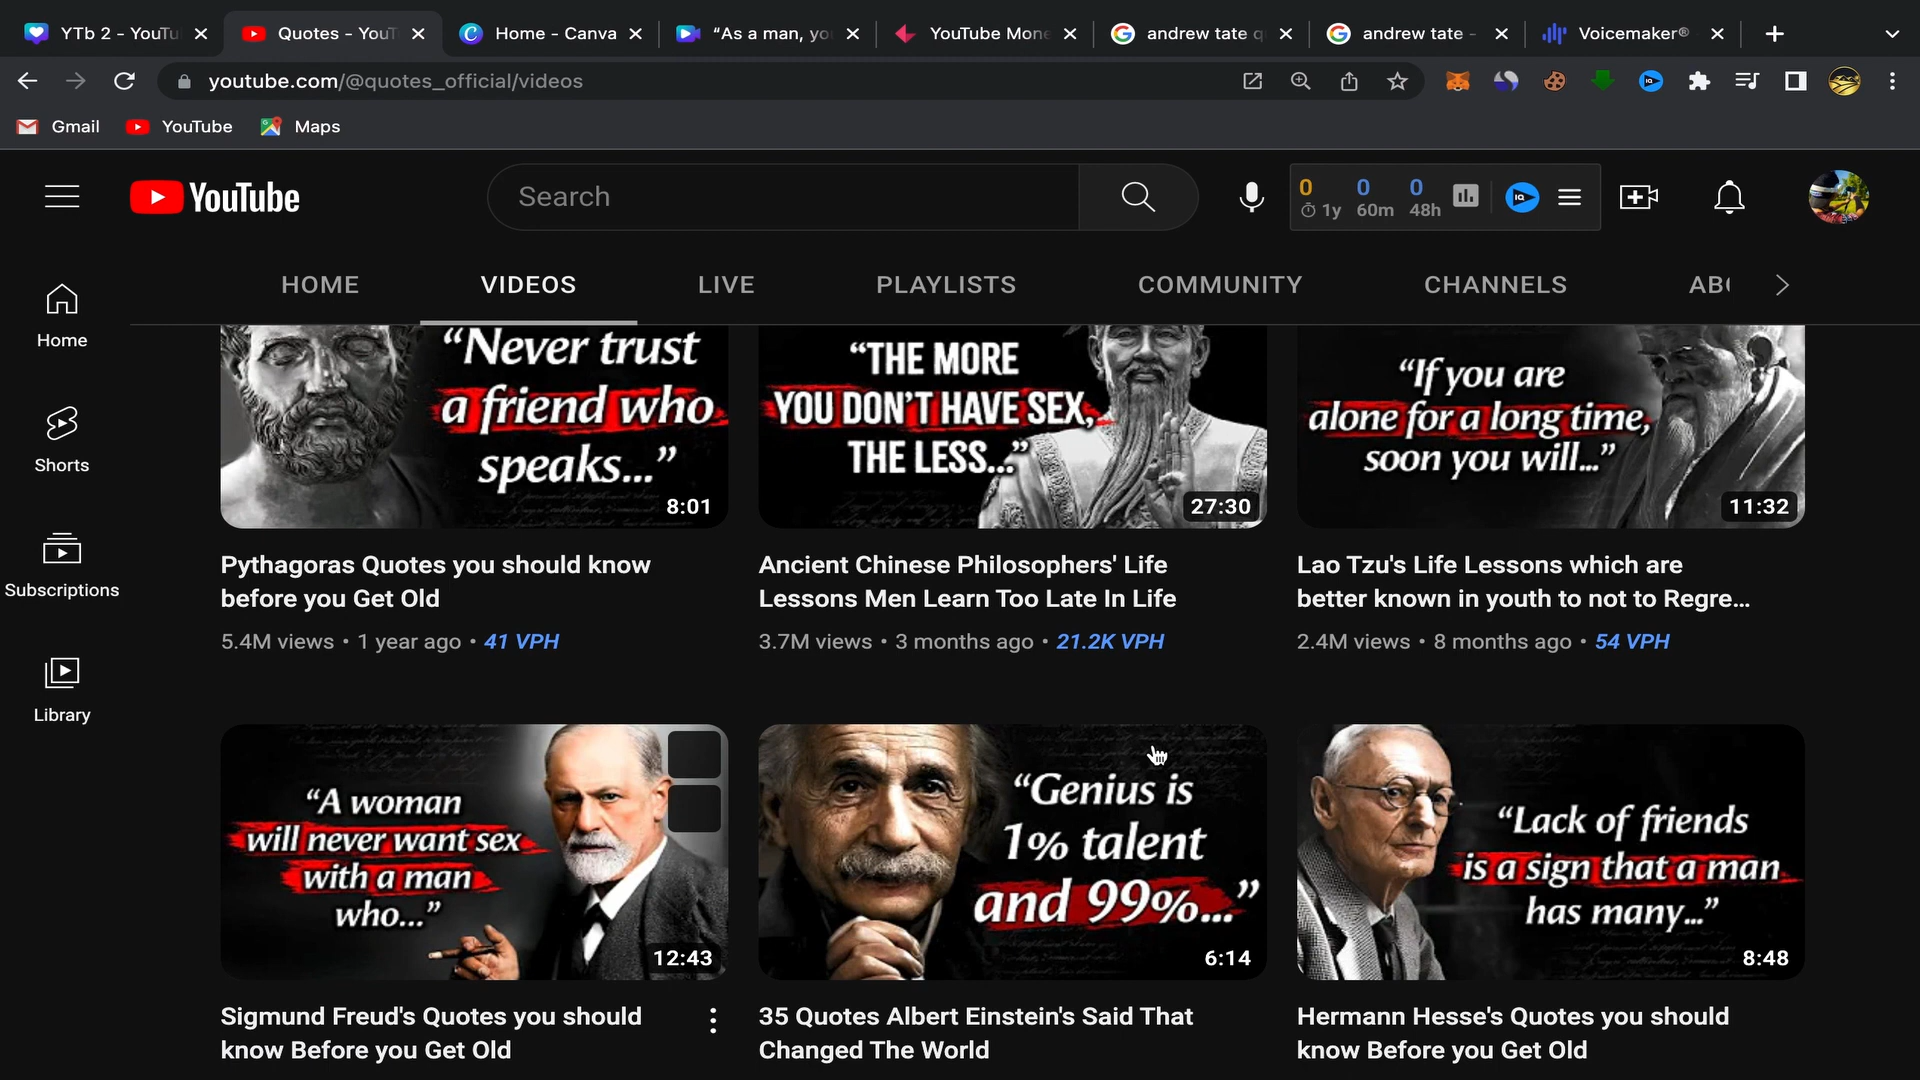 YTb 2 - YouTu
Quotes - YouT
Home - Canva
“As a man, yo
YouTube Mone
andrew tate q
andrew tate -
Voicemaker®
youtube.com/@quotes_official/videos
Gmail
YouTube
Maps
YouTube
Search
0
1y
0
60m
0
48h
IQ
HOME
VIDEOS
LIVE
PLAYLISTS
COMMUNITY
CHANNELS
ABO
Home
Shorts
Subscriptions
Library
“Never trust
a friend who
speaks...”
8:01
“THE MORE
YOU DON'T HAVE SEX,
THE LESS...”
27:30
“If you are
alone for a long time,
soon you will...”
11:32
Pythagoras Quotes you should know
before you Get Old
5.4M views • 1 year ago • 41 VPH
Ancient Chinese Philosophers' Life
Lessons Men Learn Too Late In Life
3.7M views • 3 months ago • 21.2K VPH
Lao Tzu's Life Lessons which are
better known in youth to not to Regre...
2.4M views • 8 months ago • 54 VPH
“A woman
will never want sex
with a man
who...”
12:43
“Genius is
1% talent
and 99%...”
6:14
“Lack of friends
is a sign that a man
has many...”
8:48
Sigmund Freud's Quotes you should
know Before you Get Old
35 Quotes Albert Einstein's Said That
Changed The World
Hermann Hesse's Quotes you should
know Before you Get Old